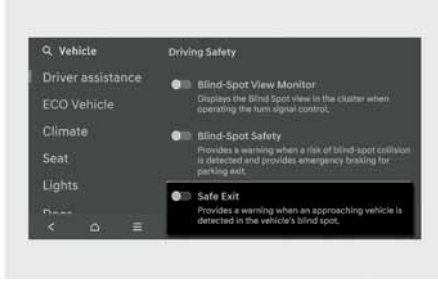 Vehicle
Driver assistance
ECO Vehicle
Climate
Seat
Lights
Driving Safety
Blind-Spot View Monitor
Displays the Blind Spot view in the cluster when
operating the turn signal control.
Blind-Spot Safety
Provides a warning when a risk of blind-spot collision
is detected and provides emergency braking for
parking exit.
Safe Exit
Provides a warning when an approaching vehicle is
detected in the vehicle's blind spot.